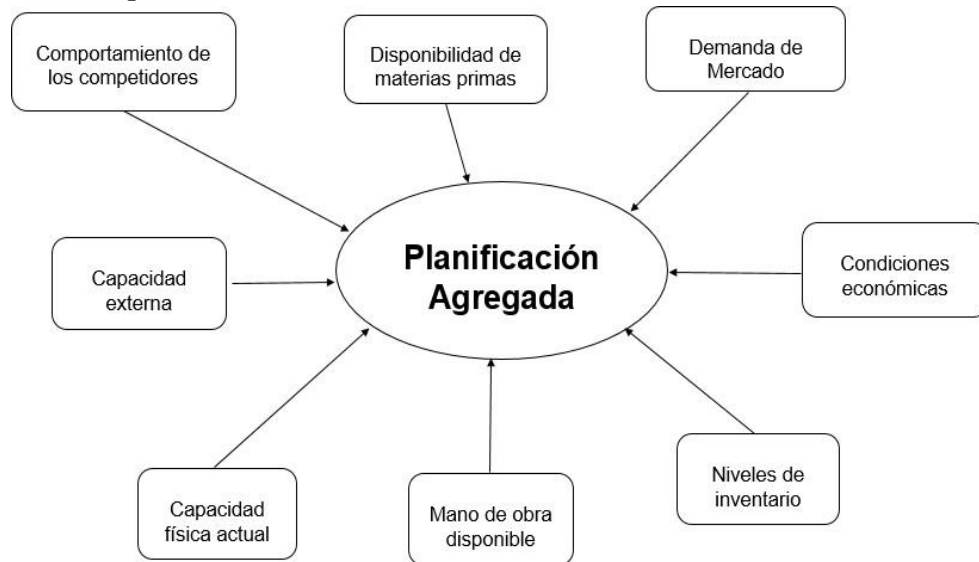 Comportamiento de
los competidores
Disponibilidad de
materias primas
Demanda de
Mercado
Capacidad
externa
Planificación
Agregada
Condiciones
económicas
Capacidad
física actual
Mano de obra
disponible
Niveles de
inventario